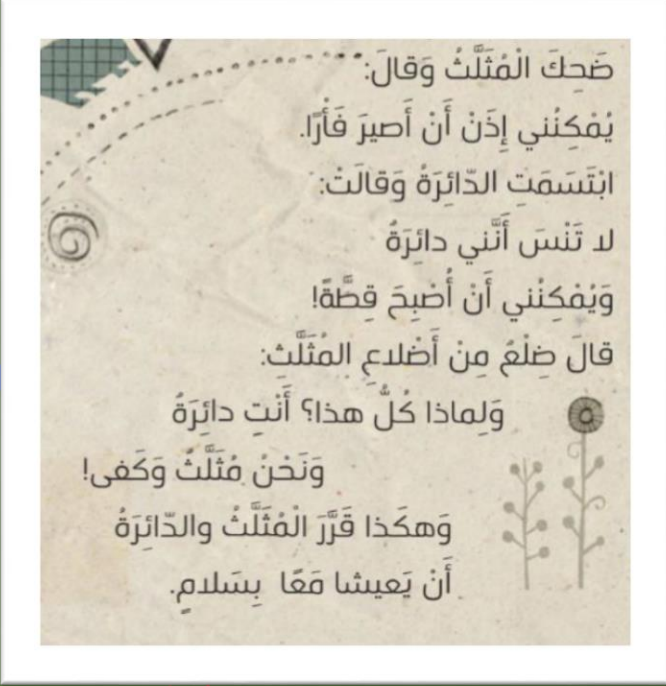 ضَحِكَ الْمُثَلَّثُ وَقالَ:
يُمْكِنُني إِذَنْ أَنْ أَصيرَ فَأْرًا.
ابْتَسَمَتِ الدّائِرَةُ وَقالَتْ:
لا تَنْسَ أَنَّني دائِرَةُ
وَيُمْكِنُني أَنْ أُصْبِحَ قِطَّةً!
قالَ ضِلْعُ مِنْ أَضْلاعِ المُثَلَّثِ:
وَلِماذا كُلُّ هذا؟ أَنْتِ دائِرَةُ
وَنَحْنُ مُثَلَّثُ وَكَفى!
وَهكَذا قَرَّرَ الْمُثَلَّثُ والدّائِرَةُ
أَنْ يَعيشا مَعًا بِسَلامٍ.